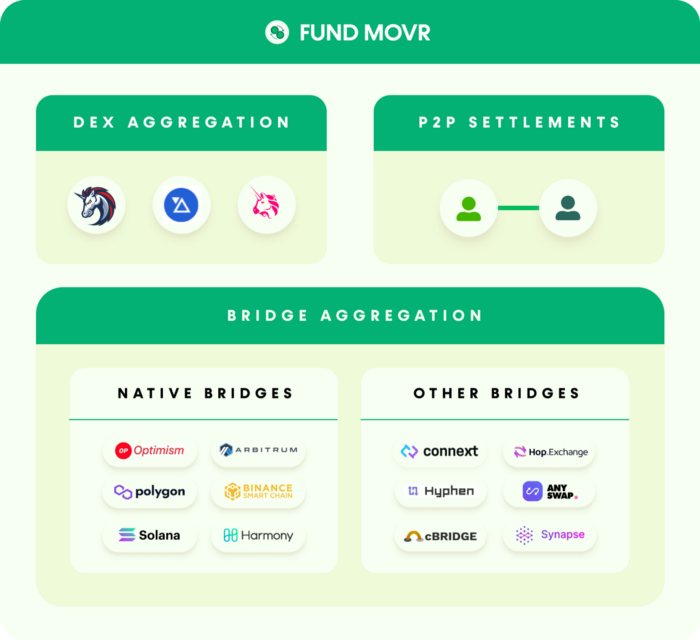 FUND MOVR
DEX AGGREGATION
P2P SETTLEMENTS
BRIDGE AGGREGATION
NATIVE BRIDGES
OP Optimism
ARBITRUM
polygon
BINANCE
SMART CHAIN
Solana
Harmony
OTHER BRIDGES
connext
Hop.Exchange
Hyphen
ANY
SWAP.
cBRIDGE
Synapse